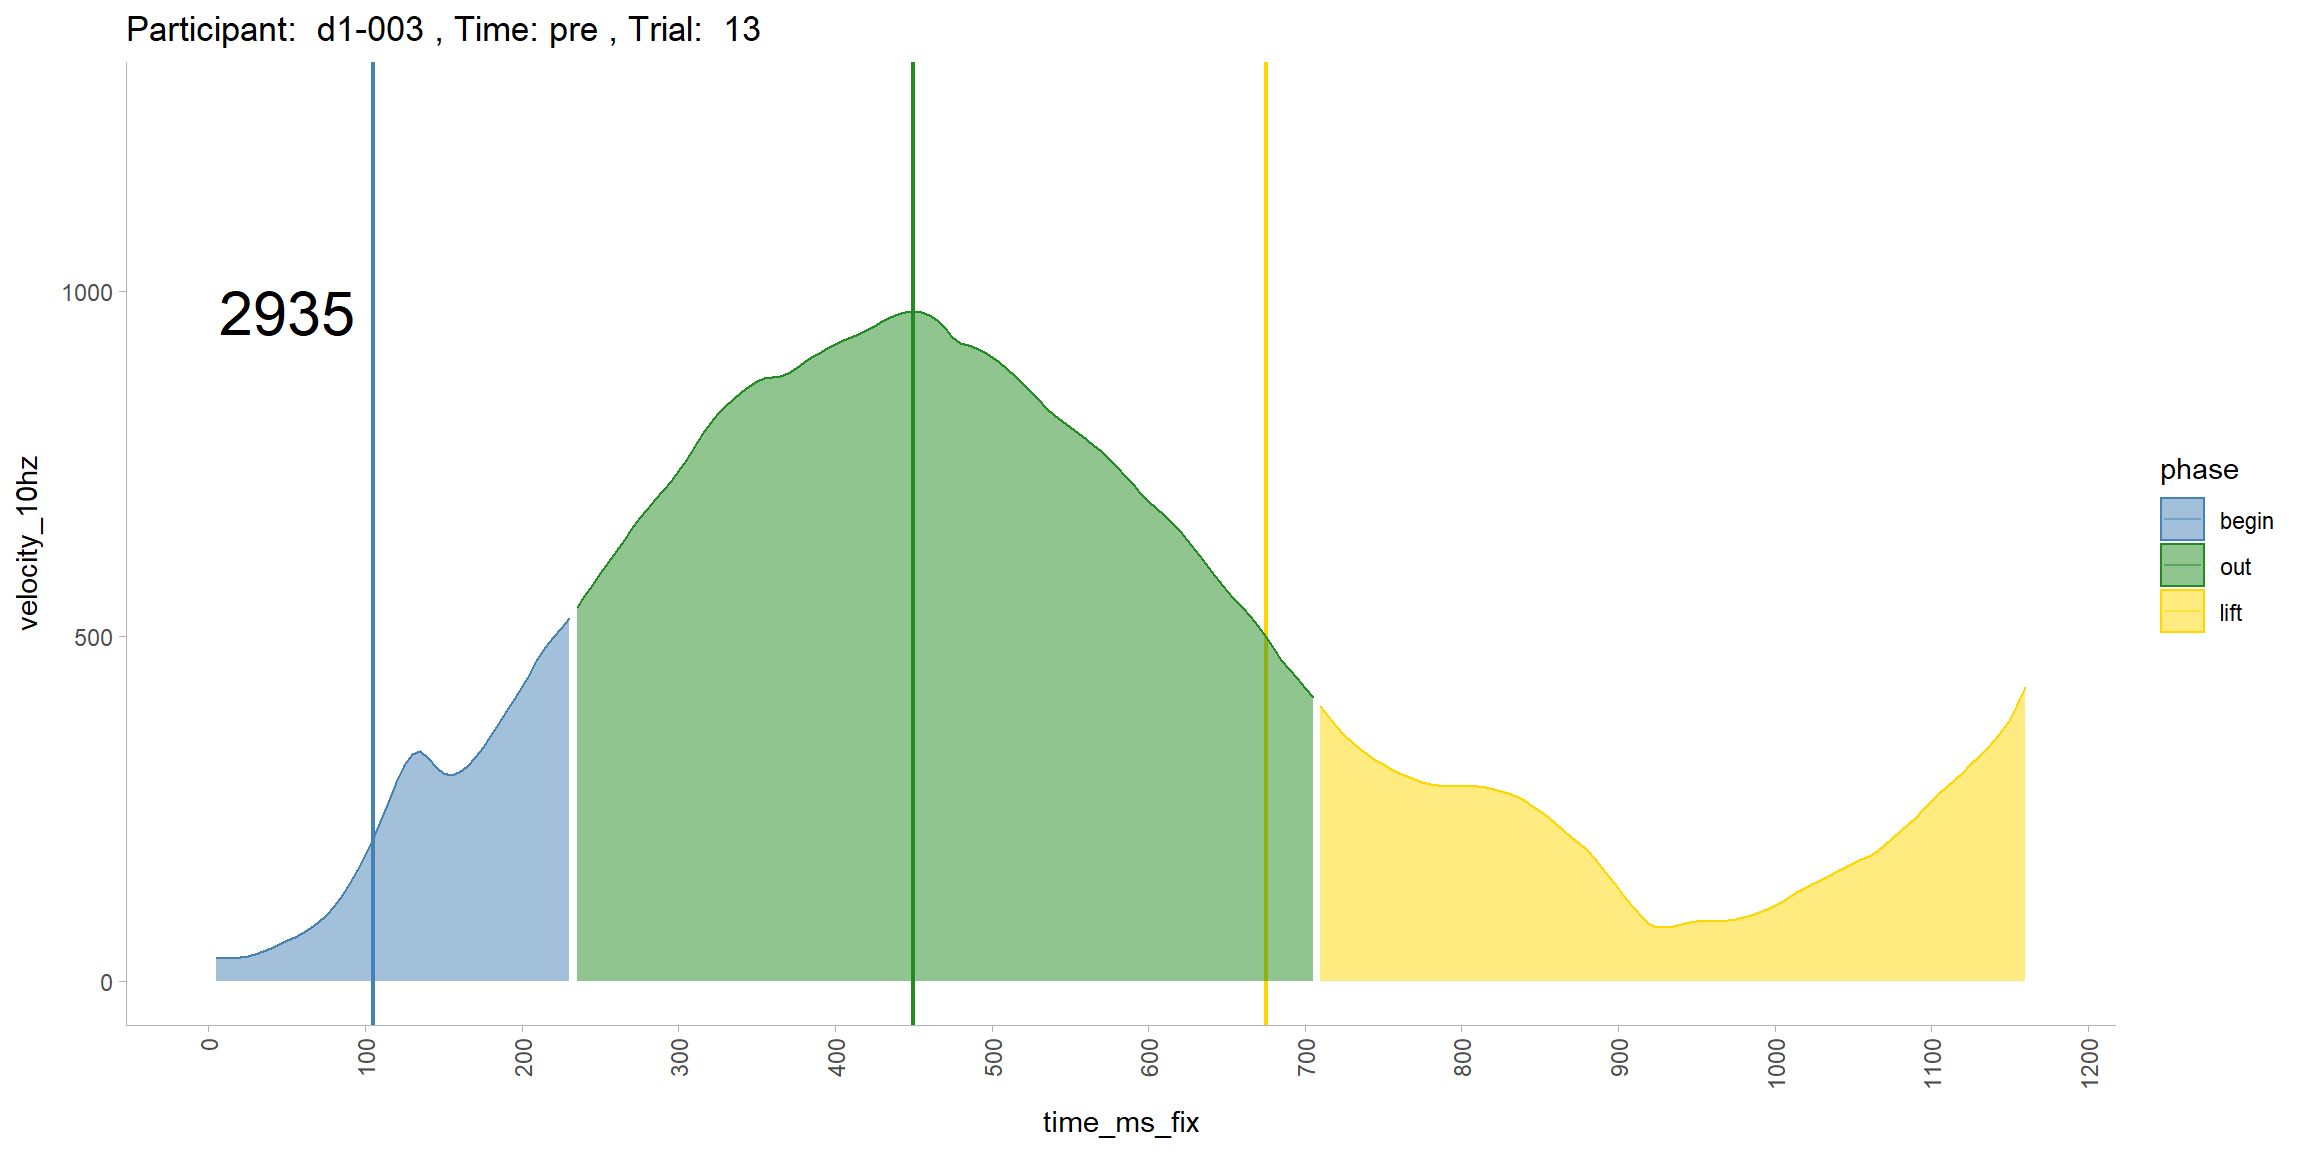 Participant:  d1-003 , Time: pre , Trial:  13
1000
2935
500
0
velocity_10hz
0 100 200 300 400 500 600 700 800 900 1000 1100 1200
time_ms_fix
phase
begin
out
lift